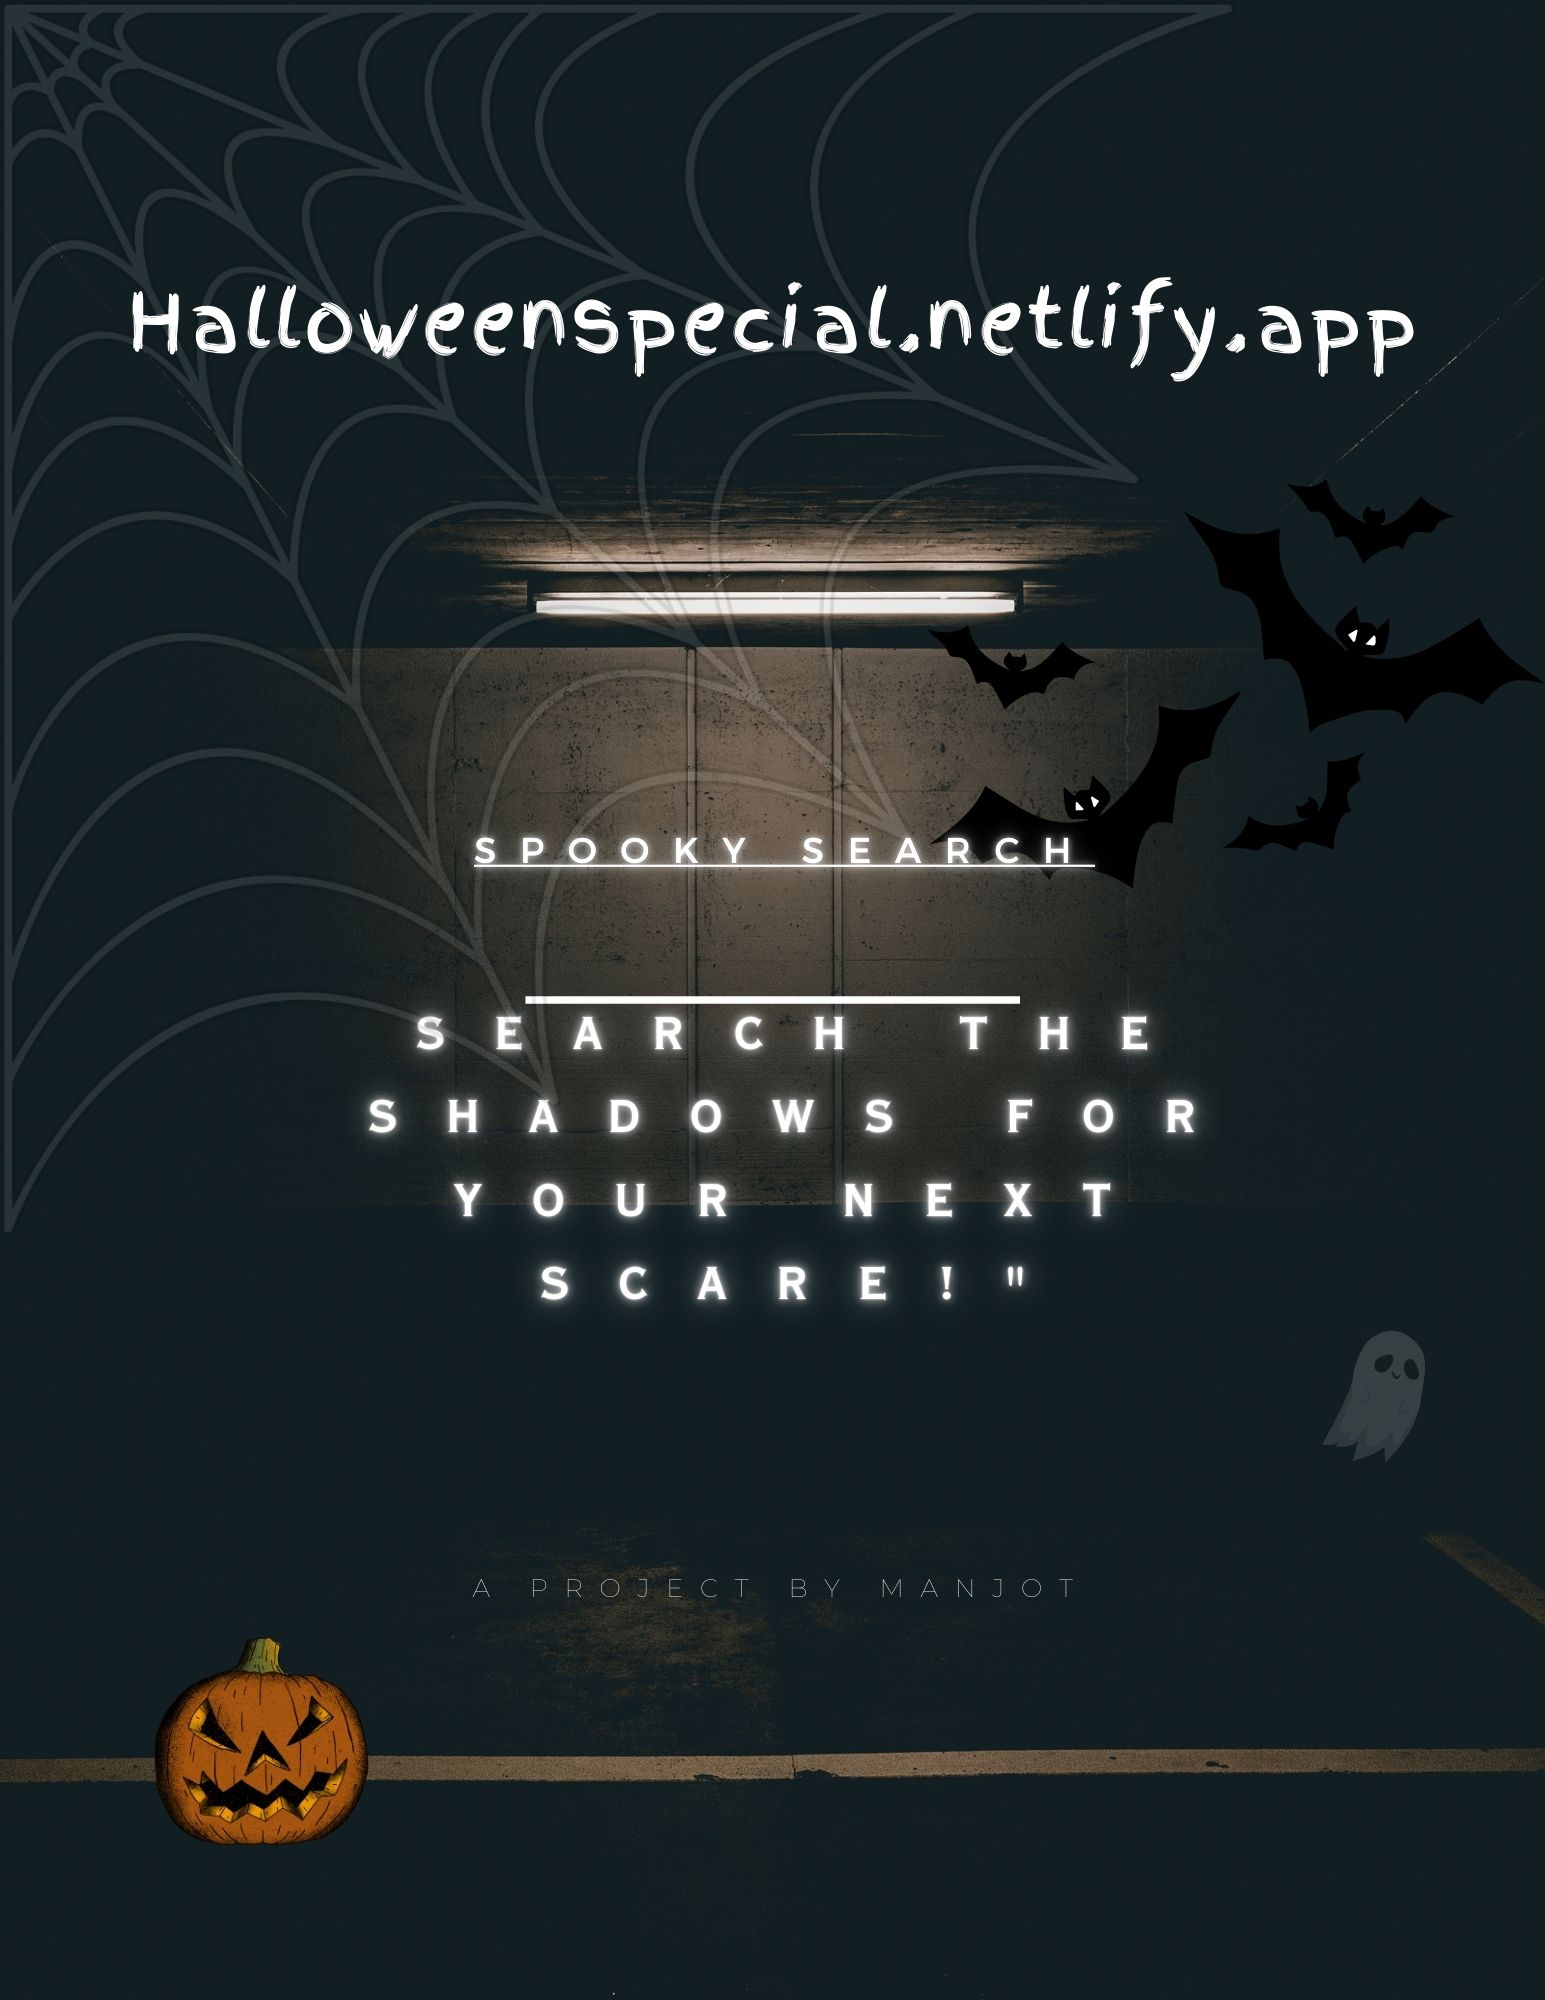 Halloweenspecial.netlify.app
SPOOKY SEARCH
SEARCH THE
SHADOWS FOR
YOUR NEXT
SCARE!"
A PROJECT BY MANJOT